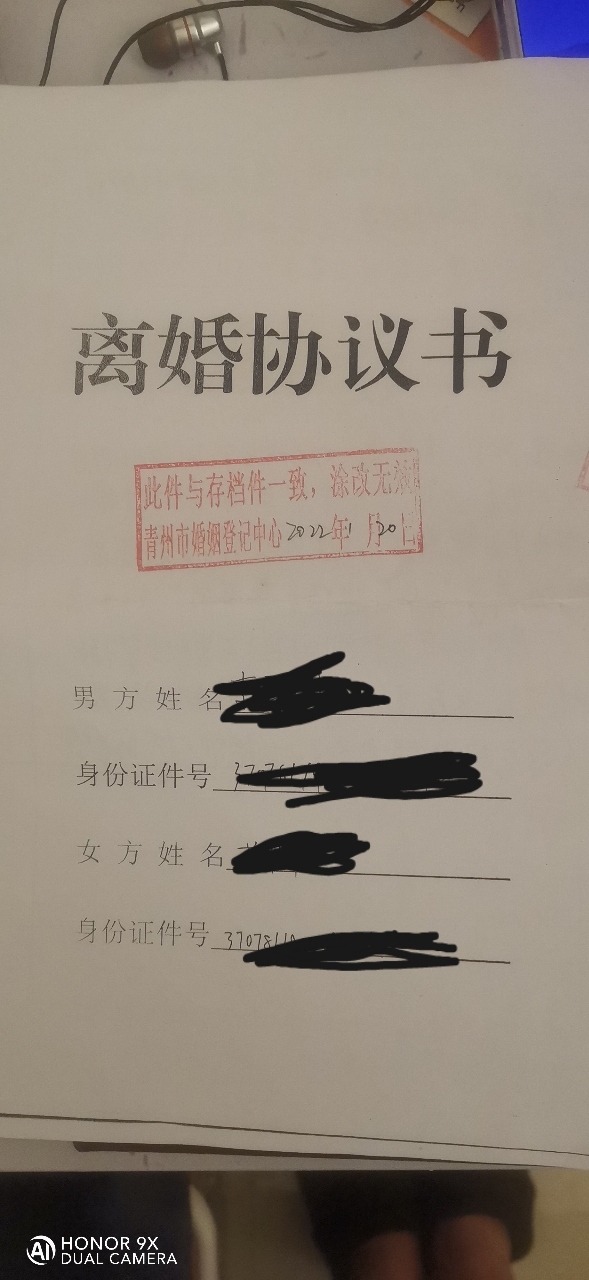 离婚协议书
此件与存档件一致，涂改无效
青州市婚姻登记中心2022年1月20日
男方姓名
身份证件号
女方姓名
身份证件号 3707811
HONOR 9X
DUAL CAMERA